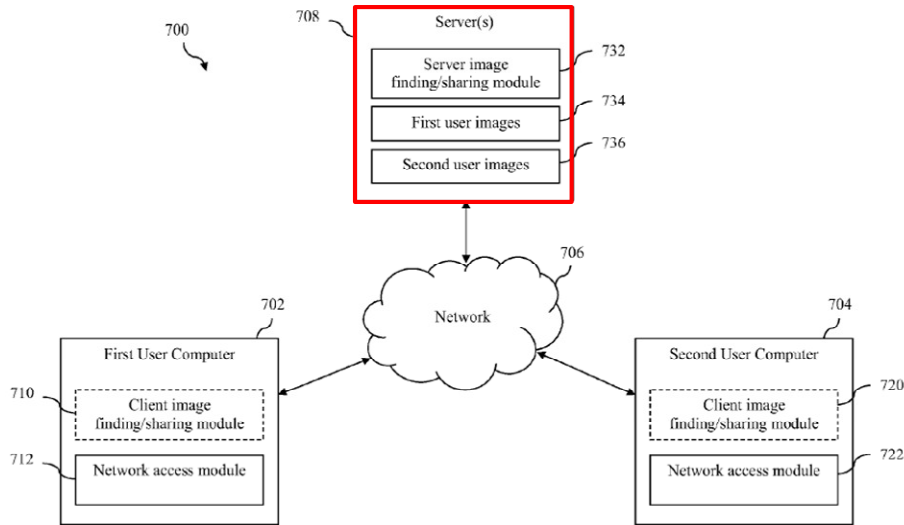 708
Server(s)
700
732
Server image
finding/sharing module
734
First user images
736
Second user images
706
Network
702
704
First User Computer
Second User Computer
710
720
Client image
finding/sharing module
Client image
finding/sharing module
712
722
Network access module
Network access module